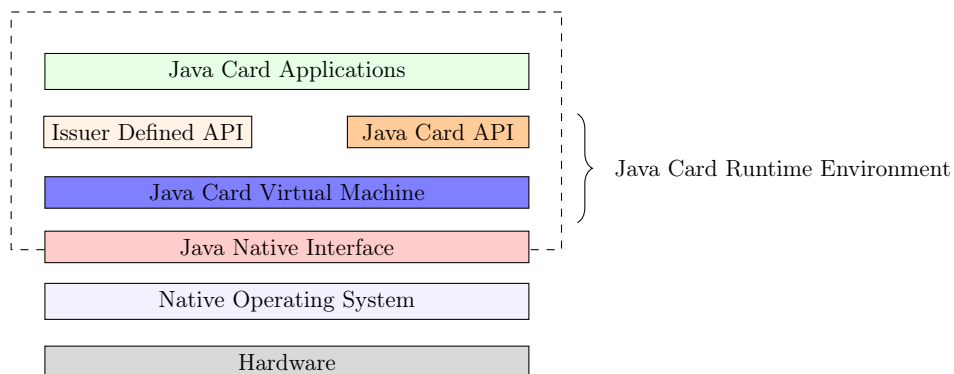 Java Card Applications
Issuer Defined API
Java Card API
Java Card Runtime Environment
Java Card Virtual Machine
Java Native Interface
Native Operating System
Hardware